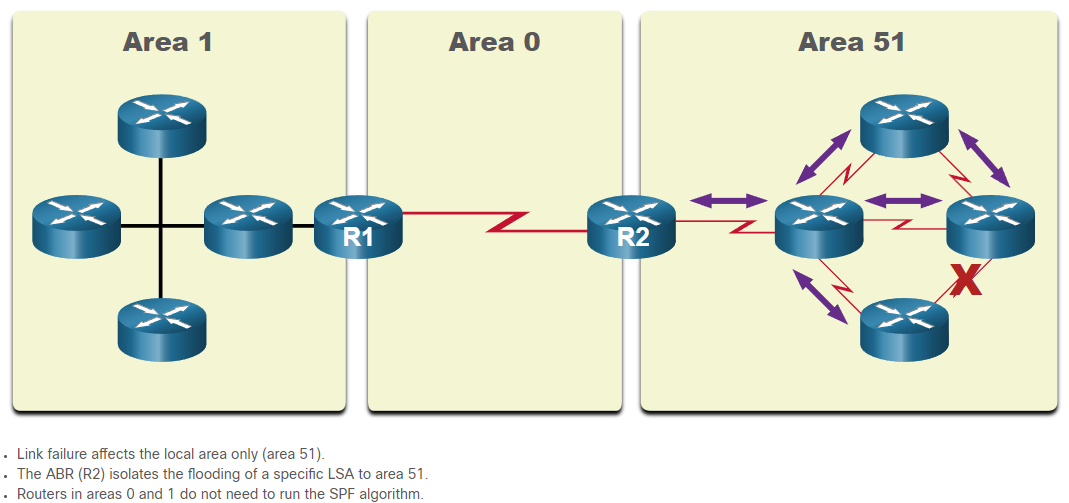 Area 1
Area 0
Area 51
R1
R2
X
• Link failure affects the local area only (area 51).
• The ABR (R2) isolates the flooding of a specific LSA to area 51.
• Routers in areas 0 and 1 do not need to run the SPF algorithm.